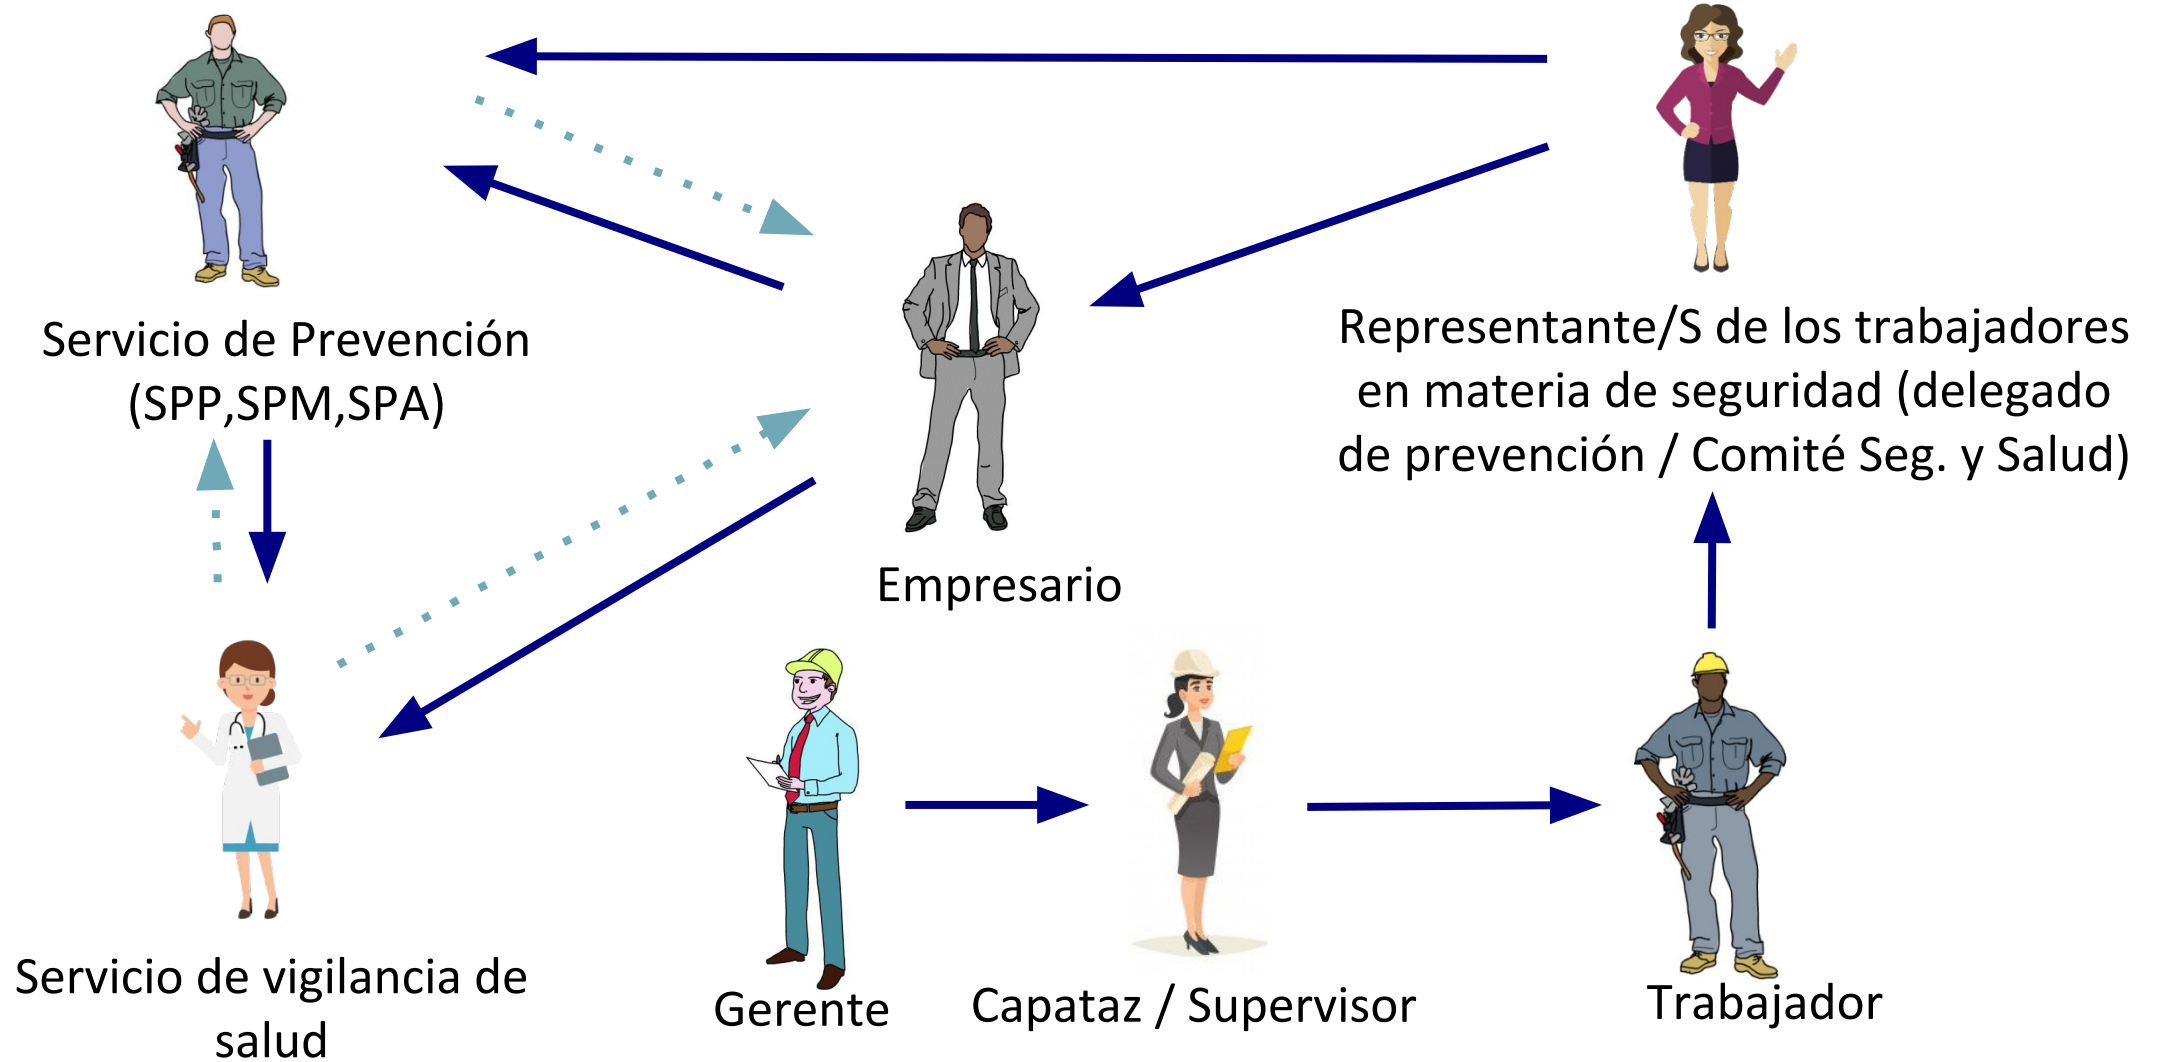 Servicio de Prevención
(SPP,SPM,SPA)
Representante/S de los trabajadores
en materia de seguridad (delegado
de prevención / Comité Seg. y Salud)
Empresario
Servicio de vigilancia de
salud
Gerente
Capataz / Supervisor
Trabajador